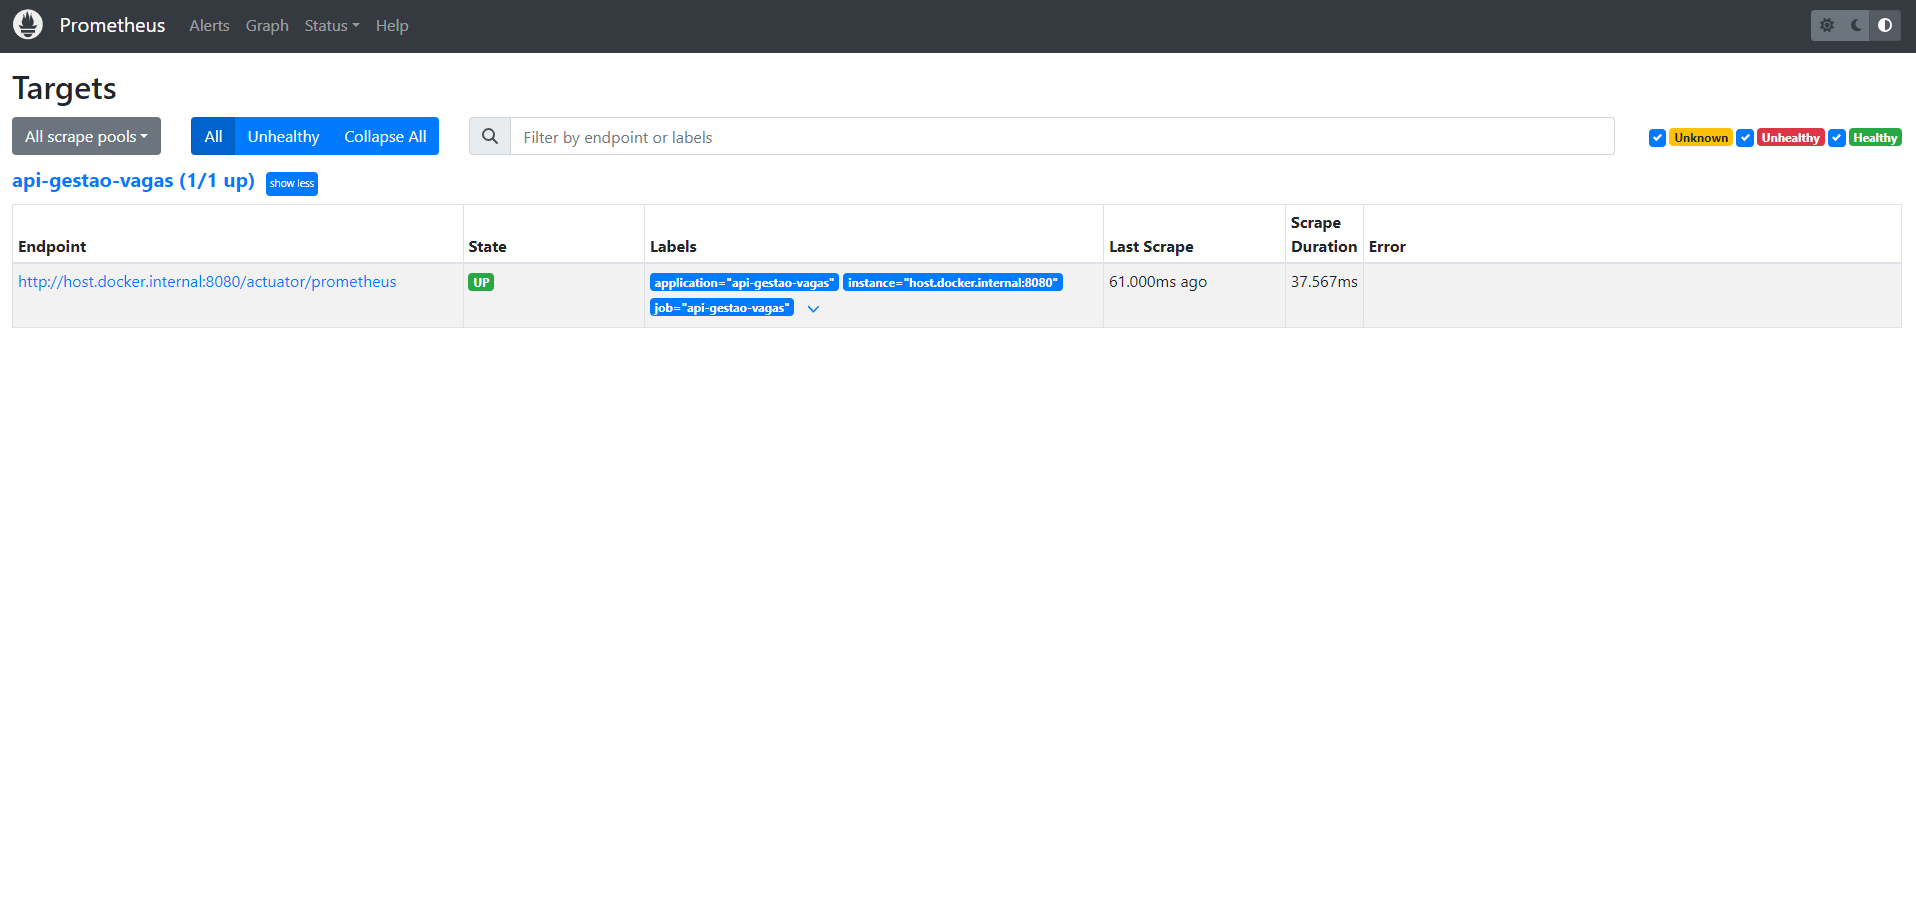 Prometheus Alerts Graph Status Help
Targets
All scrape pools All Unhealthy Collapse All Filter by endpoint or labels Unknown Unhealthy Healthy
api-gestao-vagas (1/1 up) show less
Endpoint State Labels Last Scrape Scrape Duration Error
http://host.docker.internal:8080/actuator/prometheus UP application="api-gestao-vagas" instance="host.docker.internal:8080" 61.000ms ago 37.567ms
job="api-gestao-vagas"